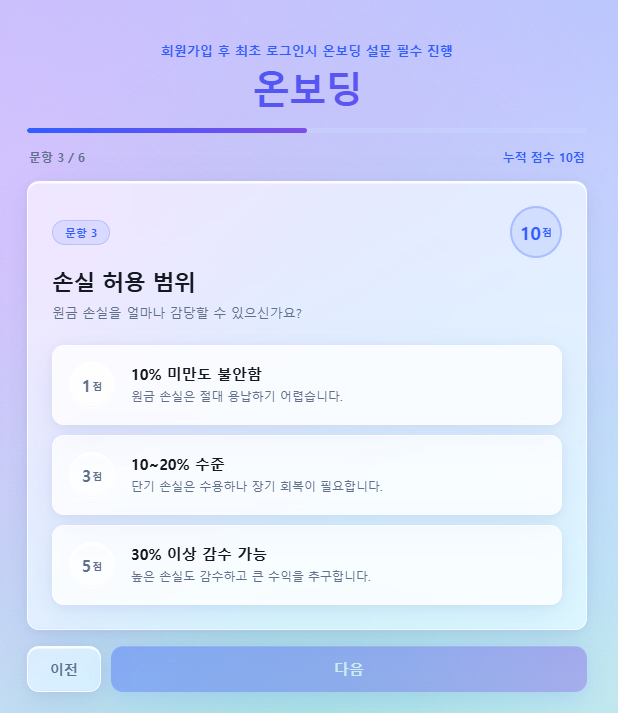 회원가입 후 최초 로그인시 온보딩 설문 필수 진행
온보딩
문항 3 / 6
누적 점수 10점
문항 3
10점
손실 허용 범위
원금 손실을 얼마나 감당할 수 있으신가요?
1점
10% 미만도 불안함
원금 손실은 절대 용납하기 어렵습니다.
3점
10~20% 수준
단기 손실은 수용하나 장기 회복이 필요합니다.
5점
30% 이상 감수 가능
높은 손실도 감수하고 큰 수익을 추구합니다.
이전
다음